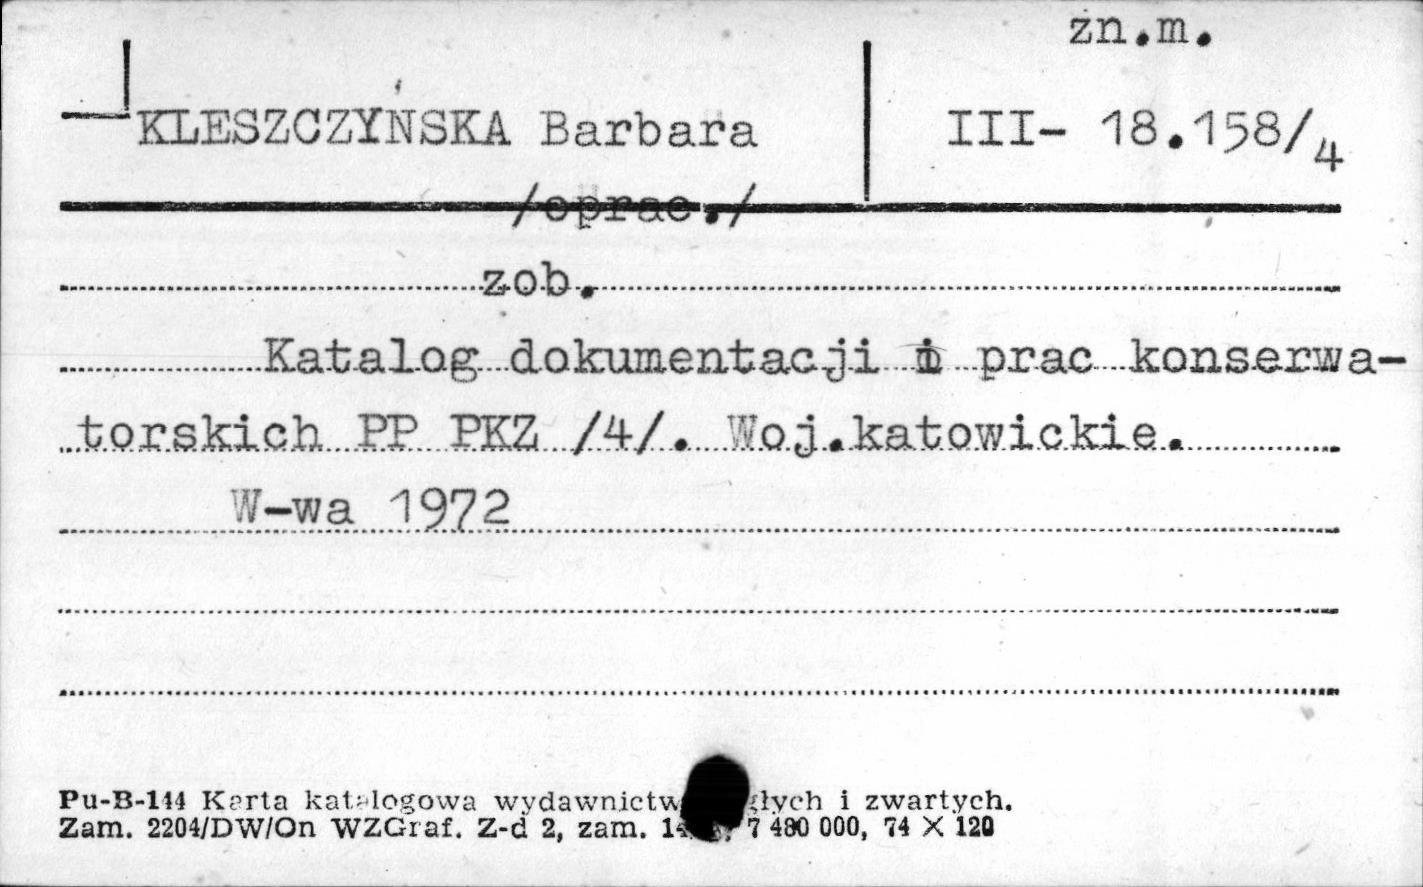 zn.m.
KLESZCZYŃSKA Barbara III- 18.158/4
/oprac./
zob.
Katalog dokumentacji i prac konserwa-
torskich PP PKZ /4/. Woj.katowickie.
W-wa 1972
Pu-B-144 Karta katalogowa wydawnictw i zwartych.
Zam. 2204/DW/On WZGraf. Z-d 2, zam. 7 480 000, 74 X 120